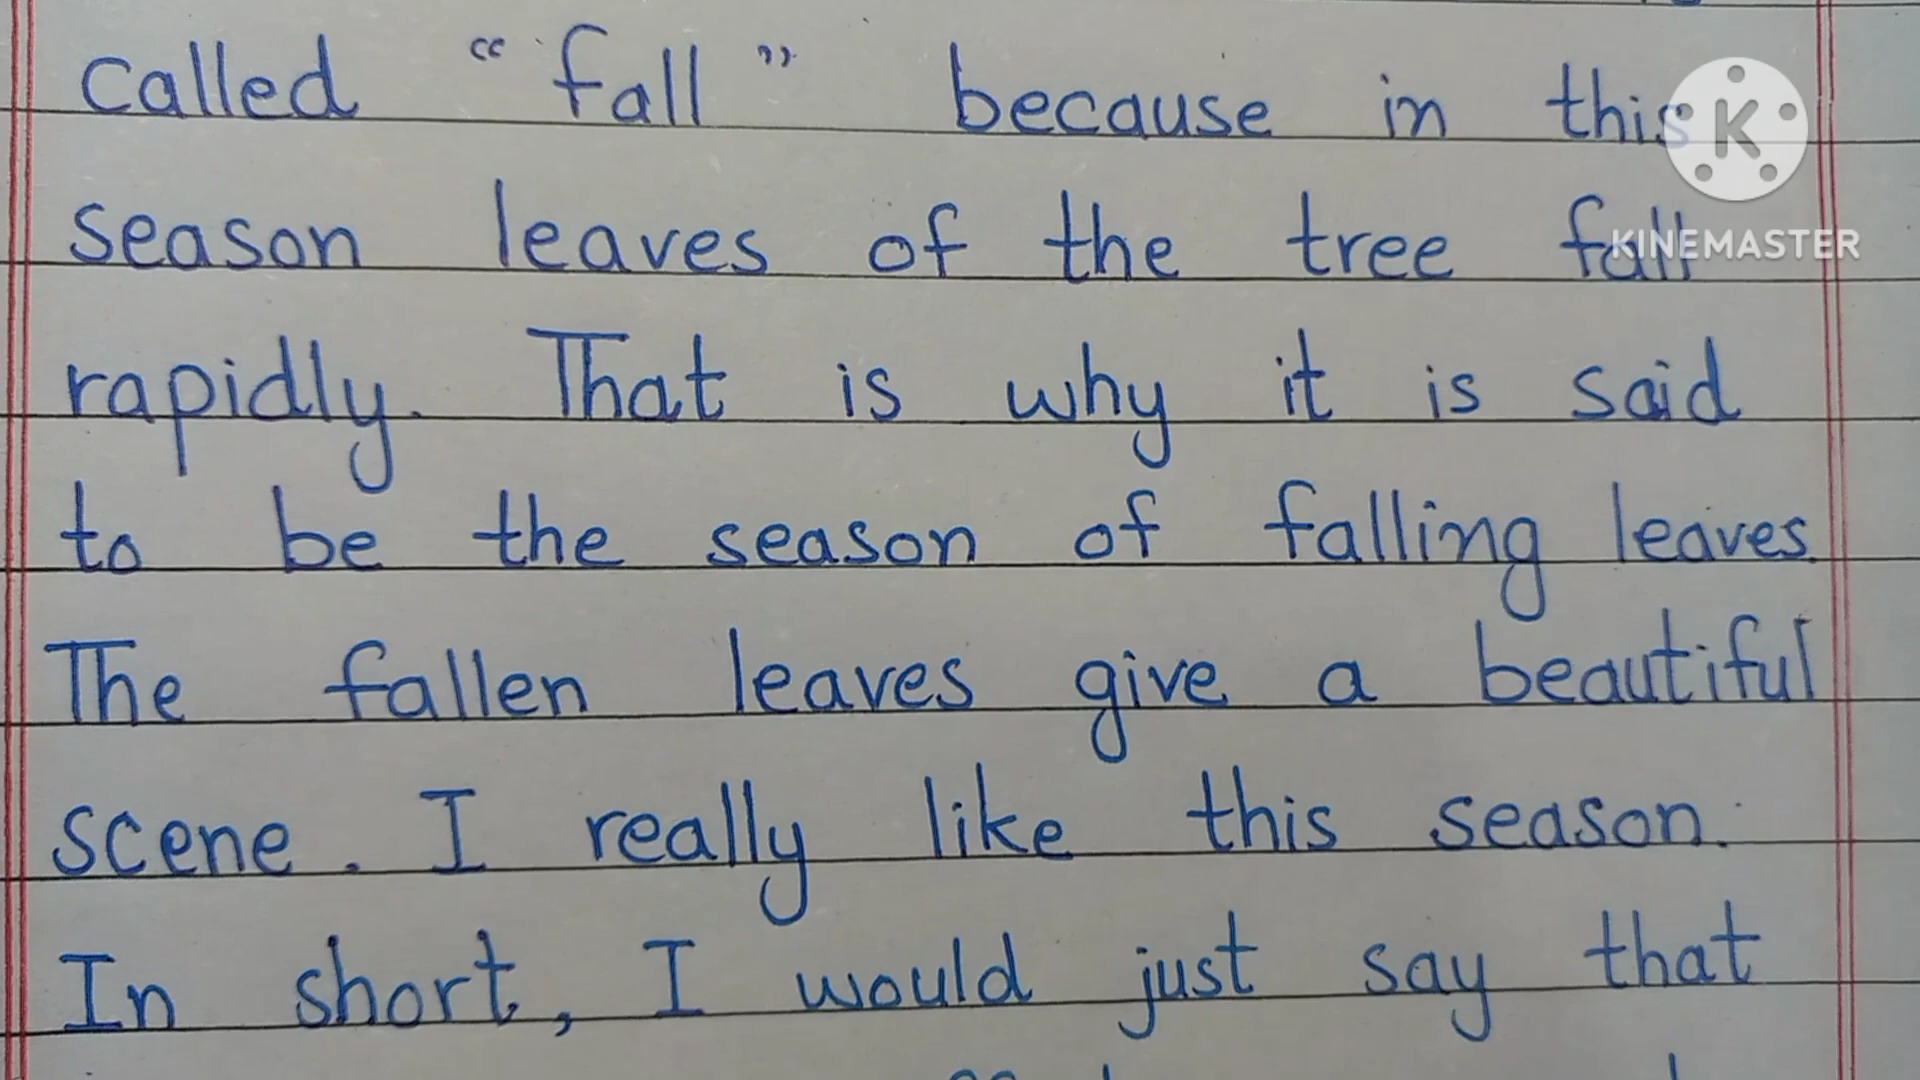 called "fall" because in this
season leaves of the tree fall
rapidly. That is why it is said
to be the season of falling leaves.
The fallen leaves give a beautiful
scene. I really like this season.
In short, I would just say that
K
KINEMASTER